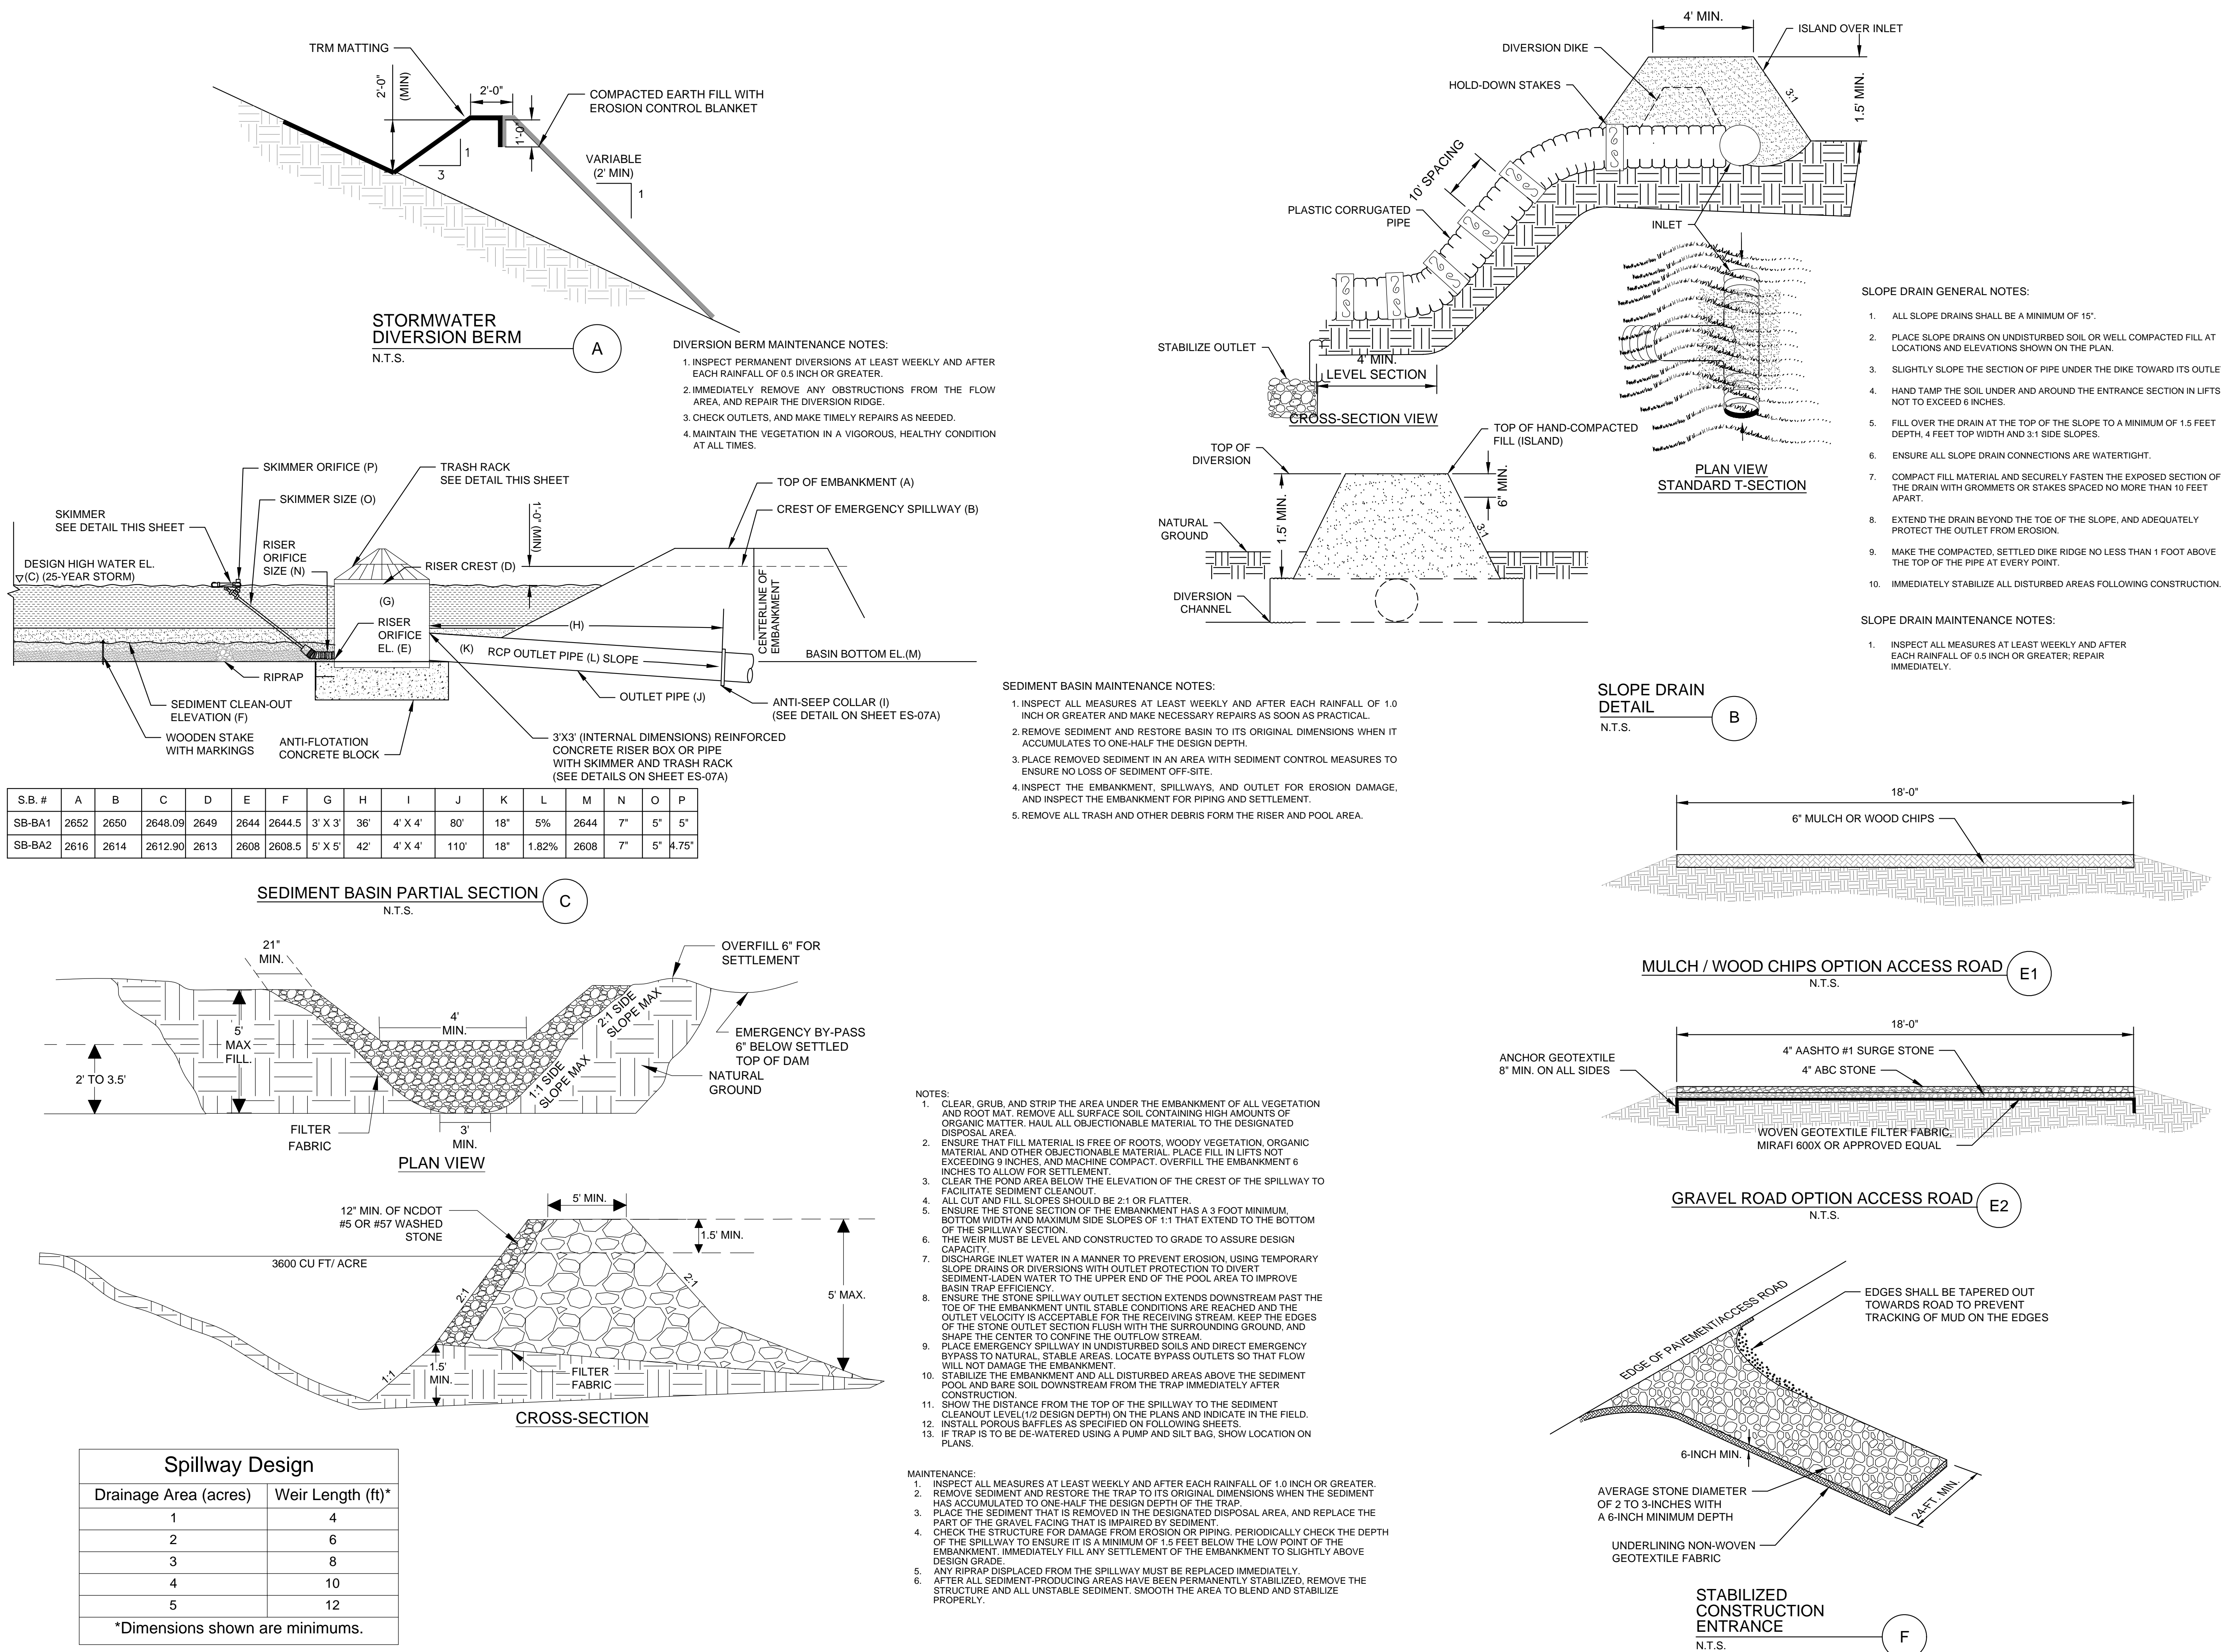 TRM MATTING
2'-0"
(MIN)
2'-0"
1'-0"
COMPACTED EARTH FILL WITH
EROSION CONTROL BLANKET
1
3
VARIABLE
(2' MIN)
1
STORMWATER
DIVERSION BERM
N.T.S.
A
DIVERSION BERM MAINTENANCE NOTES:
1. INSPECT PERMANENT DIVERSIONS AT LEAST WEEKLY AND AFTER
EACH RAINFALL OF 0.5 INCH OR GREATER.
2. IMMEDIATELY REMOVE ANY OBSTRUCTIONS FROM THE FLOW
AREA, AND REPAIR THE DIVERSION RIDGE.
3. CHECK OUTLETS, AND MAKE TIMELY REPAIRS AS NEEDED.
4. MAINTAIN THE VEGETATION IN A VIGOROUS, HEALTHY CONDITION
AT ALL TIMES.
4' MIN.
ISLAND OVER INLET
DIVERSION DIKE
HOLD-DOWN STAKES
3:1
1.5' MIN.
10' SPACING
PLASTIC CORRUGATED
PIPE
INLET
STABILIZE OUTLET
4' MIN.
LEVEL SECTION
CROSS-SECTION VIEW
PLAN VIEW
STANDARD T-SECTION
TOP OF
DIVERSION
TOP OF HAND-COMPACTED
FILL (ISLAND)
6" MIN.
1.5' MIN.
3:1
NATURAL
GROUND
DIVERSION
CHANNEL
SLOPE DRAIN GENERAL NOTES:
1. ALL SLOPE DRAINS SHALL BE A MINIMUM OF 15".
2. PLACE SLOPE DRAINS ON UNDISTURBED SOIL OR WELL COMPACTED FILL AT
LOCATIONS AND ELEVATIONS SHOWN ON THE PLAN.
3. SLIGHTLY SLOPE THE SECTION OF PIPE UNDER THE DIKE TOWARD ITS OUTLE
4. HAND TAMP THE SOIL UNDER AND AROUND THE ENTRANCE SECTION IN LIFTS
NOT TO EXCEED 6 INCHES.
5. FILL OVER THE DRAIN AT THE TOP OF THE SLOPE TO A MINIMUM OF 1.5 FEET
DEPTH, 4 FEET TOP WIDTH AND 3:1 SIDE SLOPES.
6. ENSURE ALL SLOPE DRAIN CONNECTIONS ARE WATERTIGHT.
7. COMPACT FILL MATERIAL AND SECURELY FASTEN THE EXPOSED SECTION OF
THE DRAIN WITH GROMMETS OR STAKES SPACED NO MORE THAN 10 FEET
APART.
8. EXTEND THE DRAIN BEYOND THE TOE OF THE SLOPE, AND ADEQUATELY
PROTECT THE OUTLET FROM EROSION.
9. MAKE THE COMPACTED, SETTLED DIKE RIDGE NO LESS THAN 1 FOOT ABOVE
THE TOP OF THE PIPE AT EVERY POINT.
10. IMMEDIATELY STABILIZE ALL DISTURBED AREAS FOLLOWING CONSTRUCTION.
SLOPE DRAIN MAINTENANCE NOTES:
1. INSPECT ALL MEASURES AT LEAST WEEKLY AND AFTER
EACH RAINFALL OF 0.5 INCH OR GREATER; REPAIR
IMMEDIATELY.
SLOPE DRAIN
DETAIL
N.T.S.
B
SKIMMER ORIFICE (P)
SKIMMER SIZE (O)
SKIMMER
SEE DETAIL THIS SHEET
TRASH RACK
SEE DETAIL THIS SHEET
RISER
ORIFICE
SIZE (N)
DESIGN HIGH WATER EL.
(C) (25-YEAR STORM)
RISER CREST (D)
1'-0" (MIN)
TOP OF EMBANKMENT (A)
CREST OF EMERGENCY SPILLWAY (B)
CENTERLINE OF
EMBANKMENT
(G)
RISER
ORIFICE
EL. (E)
(H)
(K)
RCP OUTLET PIPE (L) SLOPE
BASIN BOTTOM EL.(M)
RIPRAP
OUTLET PIPE (J)
ANTI-SEEP COLLAR (I)
(SEE DETAIL ON SHEET ES-07A)
SEDIMENT CLEAN-OUT
ELEVATION (F)
WOODEN STAKE
WITH MARKINGS
ANTI-FLOTATION
CONCRETE BLOCK
3'X3' (INTERNAL DIMENSIONS) REINFORCED
CONCRETE RISER BOX OR PIPE
WITH SKIMMER AND TRASH RACK
(SEE DETAILS ON SHEET ES-07A)
S.B. # A B C D E F G H I J K L M N O P
SB-BA1 2652 2650 2648.09 2649 2644 2644.5 3' X 3' 36' 4' X 4' 80' 18" 5% 2644 7" 5" 5"
SB-BA2 2616 2614 2612.90 2613 2608 2608.5 5' X 5' 42' 4' X 4' 110' 18" 1.82% 2608 7" 5" 4.75"
SEDIMENT BASIN PARTIAL SECTION
N.T.S.
C
SEDIMENT BASIN MAINTENANCE NOTES:
1. INSPECT ALL MEASURES AT LEAST WEEKLY AND AFTER EACH RAINFALL OF 1.0
INCH OR GREATER AND MAKE NECESSARY REPAIRS AS SOON AS PRACTICAL.
2. REMOVE SEDIMENT AND RESTORE BASIN TO ITS ORIGINAL DIMENSIONS WHEN IT
ACCUMULATES TO ONE-HALF THE DESIGN DEPTH.
3. PLACE REMOVED SEDIMENT IN AN AREA WITH SEDIMENT CONTROL MEASURES TO
ENSURE NO LOSS OF SEDIMENT OFF-SITE.
4. INSPECT THE EMBANKMENT, SPILLWAYS, AND OUTLET FOR EROSION DAMAGE,
AND INSPECT THE EMBANKMENT FOR PIPING AND SETTLEMENT.
5. REMOVE ALL TRASH AND OTHER DEBRIS FORM THE RISER AND POOL AREA.
18'-0"
6" MULCH OR WOOD CHIPS
MULCH / WOOD CHIPS OPTION ACCESS ROAD
N.T.S.
E1
18'-0"
ANCHOR GEOTEXTILE
8" MIN. ON ALL SIDES
4" AASHTO #1 SURGE STONE
4" ABC STONE
WOVEN GEOTEXTILE FILTER FABRIC,
MIRAFI 600X OR APPROVED EQUAL
GRAVEL ROAD OPTION ACCESS ROAD
N.T.S.
E2
21"
MIN.
OVERFILL 6" FOR
SETTLEMENT
4'
MIN.
2:1 SIDE
SLOPE MAX
5'
MAX
FILL.
EMERGENCY BY-PASS
6" BELOW SETTLED
TOP OF DAM
2' TO 3.5'
1:1 SIDE
SLOPE MAX
NATURAL
GROUND
FILTER
FABRIC
3'
MIN.
PLAN VIEW
12" MIN. OF NCDOT
#5 OR #57 WASHED
STONE
5' MIN.
1.5' MIN.
3600 CU FT/ ACRE
2:1
2:1
5' MAX.
1:1
1.5'
MIN.
FILTER
FABRIC
CROSS-SECTION
Spillway Design
Drainage Area (acres) Weir Length (ft)*
1 4
2 6
3 8
4 10
5 12
*Dimensions shown are minimums.
NOTES:
1. CLEAR, GRUB, AND STRIP THE AREA UNDER THE EMBANKMENT OF ALL VEGETATION
AND ROOT MAT. REMOVE ALL SURFACE SOIL CONTAINING HIGH AMOUNTS OF
ORGANIC MATTER. HAUL ALL OBJECTIONABLE MATERIAL TO THE DESIGNATED
DISPOSAL AREA.
2. ENSURE THAT FILL MATERIAL IS FREE OF ROOTS, WOODY VEGETATION, ORGANIC
MATERIAL AND OTHER OBJECTIONABLE MATERIAL. PLACE FILL IN LIFTS NOT
EXCEEDING 9 INCHES, AND MACHINE COMPACT. OVERFILL THE EMBANKMENT 6
INCHES TO ALLOW FOR SETTLEMENT.
3. CLEAR THE POND AREA BELOW THE ELEVATION OF THE CREST OF THE SPILLWAY TO
FACILITATE SEDIMENT CLEANOUT.
4. ALL CUT AND FILL SLOPES SHOULD BE 2:1 OR FLATTER.
5. ENSURE THE STONE SECTION OF THE EMBANKMENT HAS A 3 FOOT MINIMUM,
BOTTOM WIDTH AND MAXIMUM SIDE SLOPES OF 1:1 THAT EXTEND TO THE BOTTOM
OF THE SPILLWAY SECTION.
6. THE WEIR MUST BE LEVEL AND CONSTRUCTED TO GRADE TO ASSURE DESIGN
CAPACITY.
7. DISCHARGE INLET WATER IN A MANNER TO PREVENT EROSION, USING TEMPORARY
SLOPE DRAINS OR DIVERSIONS WITH OUTLET PROTECTION TO DIVERT
SEDIMENT-LADEN WATER TO THE UPPER END OF THE POOL AREA TO IMPROVE
BASIN TRAP EFFICIENCY.
8. ENSURE THE STONE SPILLWAY OUTLET SECTION EXTENDS DOWNSTREAM PAST THE
TOE OF THE EMBANKMENT UNTIL STABLE CONDITIONS ARE REACHED AND THE
OUTLET VELOCITY IS ACCEPTABLE FOR THE RECEIVING STREAM. KEEP THE EDGES
OF THE STONE OUTLET SECTION FLUSH WITH THE SURROUNDING GROUND, AND
SHAPE THE CENTER TO CONFINE THE OUTFLOW STREAM.
9. PLACE EMERGENCY SPILLWAY IN UNDISTURBED SOILS AND DIRECT EMERGENCY
BYPASS TO NATURAL, STABLE AREAS. LOCATE BYPASS OUTLETS SO THAT FLOW
WILL NOT DAMAGE THE EMBANKMENT.
10. STABILIZE THE EMBANKMENT AND ALL DISTURBED AREAS ABOVE THE SEDIMENT
POOL AND BARE SOIL DOWNSTREAM FROM THE TRAP IMMEDIATELY AFTER
CONSTRUCTION.
11. SHOW THE DISTANCE FROM THE TOP OF THE SPILLWAY TO THE SEDIMENT
CLEANOUT LEVEL(1/2 DESIGN DEPTH) ON THE PLANS AND INDICATE IN THE FIELD.
12. INSTALL POROUS BAFFLES AS SPECIFIED ON FOLLOWING SHEETS.
13. IF TRAP IS TO BE DE-WATERED USING A PUMP AND SILT BAG, SHOW LOCATION ON
PLANS.
MAINTENANCE:
1. INSPECT ALL MEASURES AT LEAST WEEKLY AND AFTER EACH RAINFALL OF 1.0 INCH OR GREATER.
2. REMOVE SEDIMENT AND RESTORE THE TRAP TO ITS ORIGINAL DIMENSIONS WHEN THE SEDIMENT
HAS ACCUMULATED TO ONE-HALF THE DESIGN DEPTH OF THE TRAP.
3. PLACE THE SEDIMENT THAT IS REMOVED IN THE DESIGNATED DISPOSAL AREA, AND REPLACE THE
PART OF THE GRAVEL FACING THAT IS IMPAIRED BY SEDIMENT.
4. CHECK THE STRUCTURE FOR DAMAGE FROM EROSION OR PIPING. PERIODICALLY CHECK THE DEPTH
OF THE SPILLWAY TO ENSURE IT IS A MINIMUM OF 1.5 FEET BELOW THE LOW POINT OF THE
EMBANKMENT. IMMEDIATELY FILL ANY SETTLEMENT OF THE EMBANKMENT TO SLIGHTLY ABOVE
DESIGN GRADE.
5. ANY RIPRAP DISPLACED FROM THE SPILLWAY MUST BE REPLACED IMMEDIATELY.
6. AFTER ALL SEDIMENT-PRODUCING AREAS HAVE BEEN PERMANENTLY STABILIZED, REMOVE THE
STRUCTURE AND ALL UNSTABLE SEDIMENT. SMOOTH THE AREA TO BLEND AND STABILIZE
PROPERLY.
EDGE OF PAVEMENT/ACCESS ROAD
EDGES SHALL BE TAPERED OUT
TOWARDS ROAD TO PREVENT
TRACKING OF MUD ON THE EDGES
6-INCH MIN.
AVERAGE STONE DIAMETER
OF 2 TO 3-INCHES WITH
A 6-INCH MINIMUM DEPTH
24-FT. MIN.
UNDERLINING NON-WOVEN
GEOTEXTILE FABRIC
STABILIZED
CONSTRUCTION
ENTRANCE
N.T.S.
F